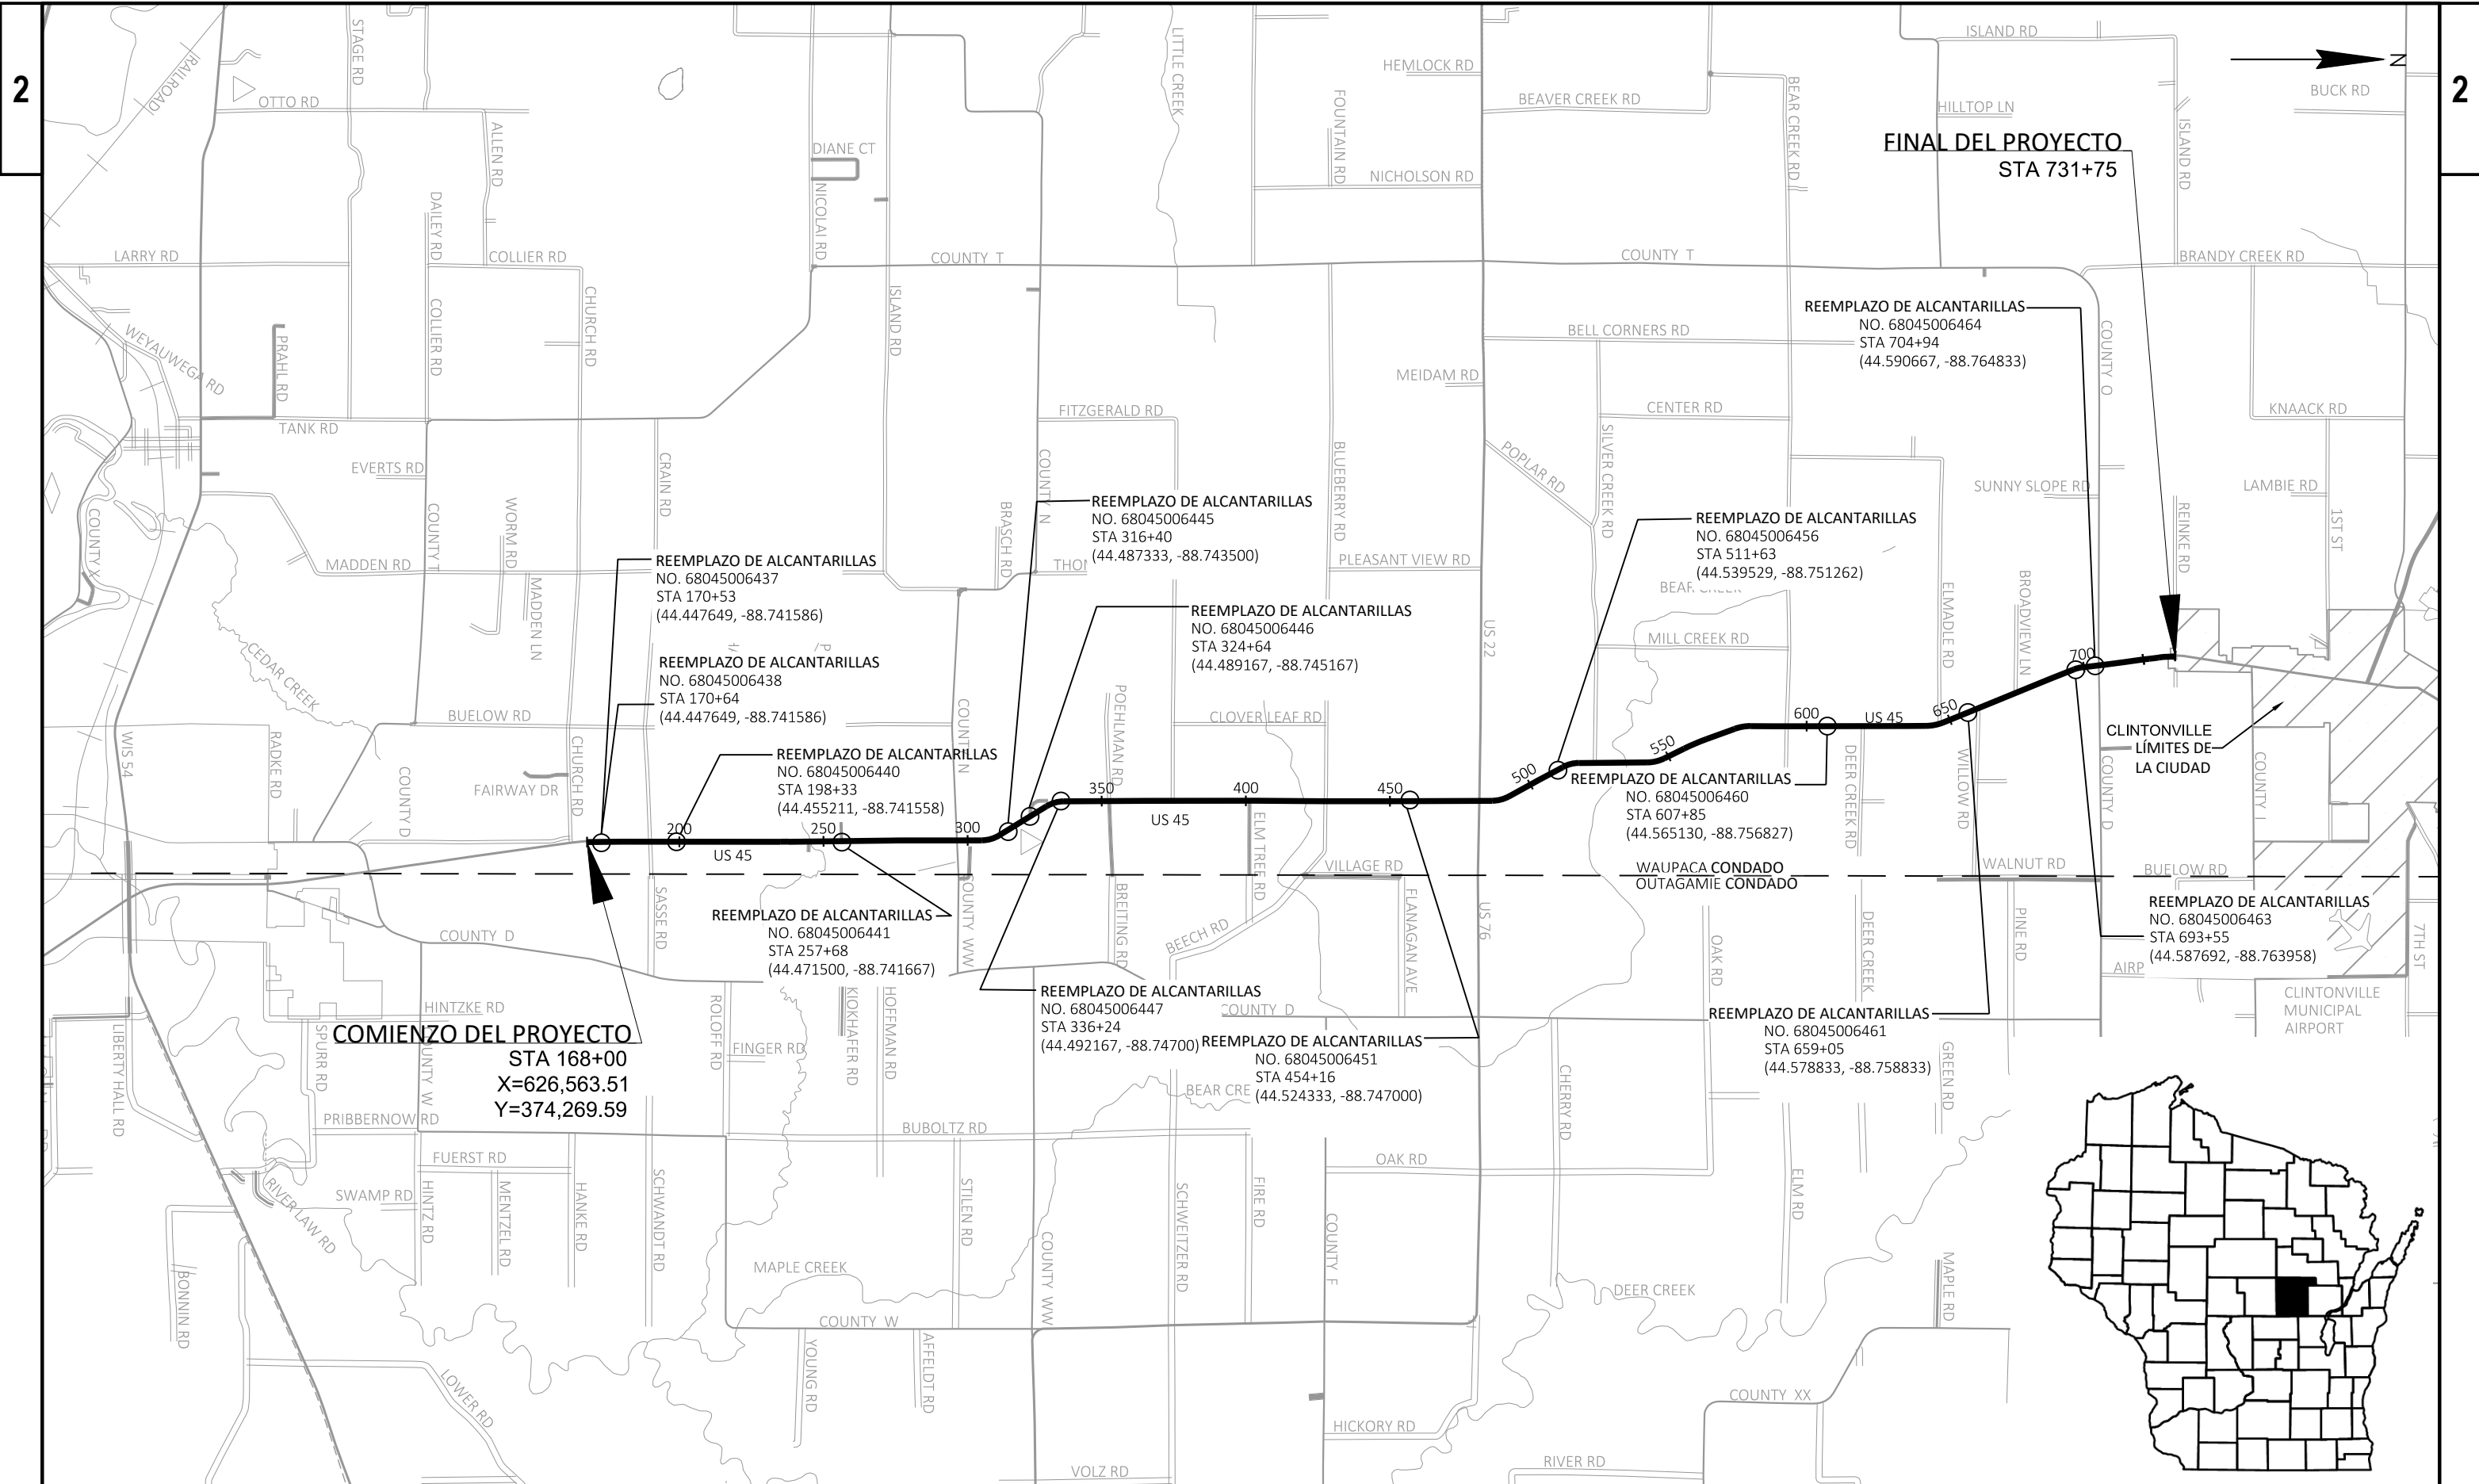 2
2
N
STAGE RD
RAILROAD
OTTO RD
ALLEN RD
DIANE CT
NICOLAI RD
LITTLE CREEK
FOUNTAIN RD
HEMLOCK RD
NICHOLSON RD
BEAVER CREEK RD
BEAR CREEK RD
ISLAND RD
HILLTOP LN
ISLAND RD
BUCK RD
FINAL DEL PROYECTO
STA 731+75
LARRY RD
DAILEY RD
COLLIER RD
COLLIER RD
CHURCH RD
ISLAND RD
COUNTY T
COUNTY T
BRANDY CREEK RD
WEYAUWEGA RD
PRAHL RD
TANK RD
EVERTS RD
CRAIN RD
FITZGERALD RD
MEIDAM RD
BELL CORNERS RD
CENTER RD
COUNTY O
KNAACK RD
REEMPLAZO DE ALCANTARILLAS
NO. 68045006464
STA 704+94
(44.590667, -88.764833)
COUNTY X
MADDEN RD
COUNTY T
WORM RD
MADDEN LN
BRASCH RD
COUNTY N
BLUEBERRY RD
POPLAR RD
SILVER CREEK RD
SUNNY SLOPE RD
LAMBIE RD
1ST ST
REINKE RD
REEMPLAZO DE ALCANTARILLAS
NO. 68045006445
STA 316+40
(44.487333, -88.743500)
PLEASANT VIEW RD
REEMPLAZO DE ALCANTARILLAS
NO. 68045006456
STA 511+63
(44.539529, -88.751262)
REEMPLAZO DE ALCANTARILLAS
NO. 68045006437
STA 170+53
(44.447649, -88.741586)
REEMPLAZO DE ALCANTARILLAS
NO. 68045006446
STA 324+64
(44.489167, -88.745167)
US 22
MILL CREEK RD
ELMADLE RD
BROADVIEW LN
CEDAR CREEK
REEMPLAZO DE ALCANTARILLAS
NO. 68045006438
STA 170+64
(44.447649, -88.741586)
BUELOW RD
COUNTY N
POEHLMAN RD
CLOVER LEAF RD
WIS 54
RADKE RD
COUNTY D
CHURCH RD
FAIRWAY DR
REEMPLAZO DE ALCANTARILLAS
NO. 68045006440
STA 198+33
(44.455211, -88.741558)
200
250
300
350
400
450
500
550
600
650
700
US 45
US 45
US 45
REEMPLAZO DE ALCANTARILLAS
NO. 68045006460
STA 607+85
(44.565130, -88.756827)
DEER CREEK RD
WILLOW RD
CLINTONVILLE
LÍMITES DE
LA CIUDAD
COUNTY D
COUNTY I
ELM TREE RD
VILLAGE RD
WAUPACA CONDADO
OUTAGAMIE CONDADO
WALNUT RD
BUELOW RD
SASSE RD
COUNTY D
REEMPLAZO DE ALCANTARILLAS
NO. 68045006441
STA 257+68
(44.471500, -88.741667)
COUNTY WW
BREITING RD
BEECH RD
FLANAGAN AVE
US 76
OAK RD
DEER CREEK
PINE RD
REEMPLAZO DE ALCANTARILLAS
NO. 68045006463
STA 693+55
(44.587692, -88.763958)
AIRP
7TH ST
CLINTONVILLE
MUNICIPAL
AIRPORT
REEMPLAZO DE ALCANTARILLAS
NO. 68045006447
STA 336+24
(44.492167, -88.74700)
COUNTY D
REEMPLAZO DE ALCANTARILLAS
NO. 68045006451
STA 454+16
(44.524333, -88.747000)
REEMPLAZO DE ALCANTARILLAS
NO. 68045006461
STA 659+05
(44.578833, -88.758833)
HINTZKE RD
COMIENZO DEL PROYECTO
STA 168+00
X=626,563.51
Y=374,269.59
LIBERTY HALL RD
SPURR RD
ROLOFF RD
FINGER RD
KIOKHAFER RD
HOFFMAN RD
BEAR CRE
CHERRY RD
GREEN RD
PRIBBERNOW RD
BUBOLTZ RD
FUERST RD
OAK RD
SWAMP RD
RIVER LAW RD
HINTZ RD
MENTZEL RD
HANKE RD
SCHWANDT RD
STILEN RD
SCHWEITZER RD
FIRE RD
COUNTY F
ELM RD
BONNIN RD
MAPLE CREEK
COUNTY WW
DEER CREEK
MAPLE RD
COUNTY W
YOUNG RD
AFFELDT RD
LOWER RD
HICKORY RD
COUNTY XX
VOLZ RD
RIVER RD